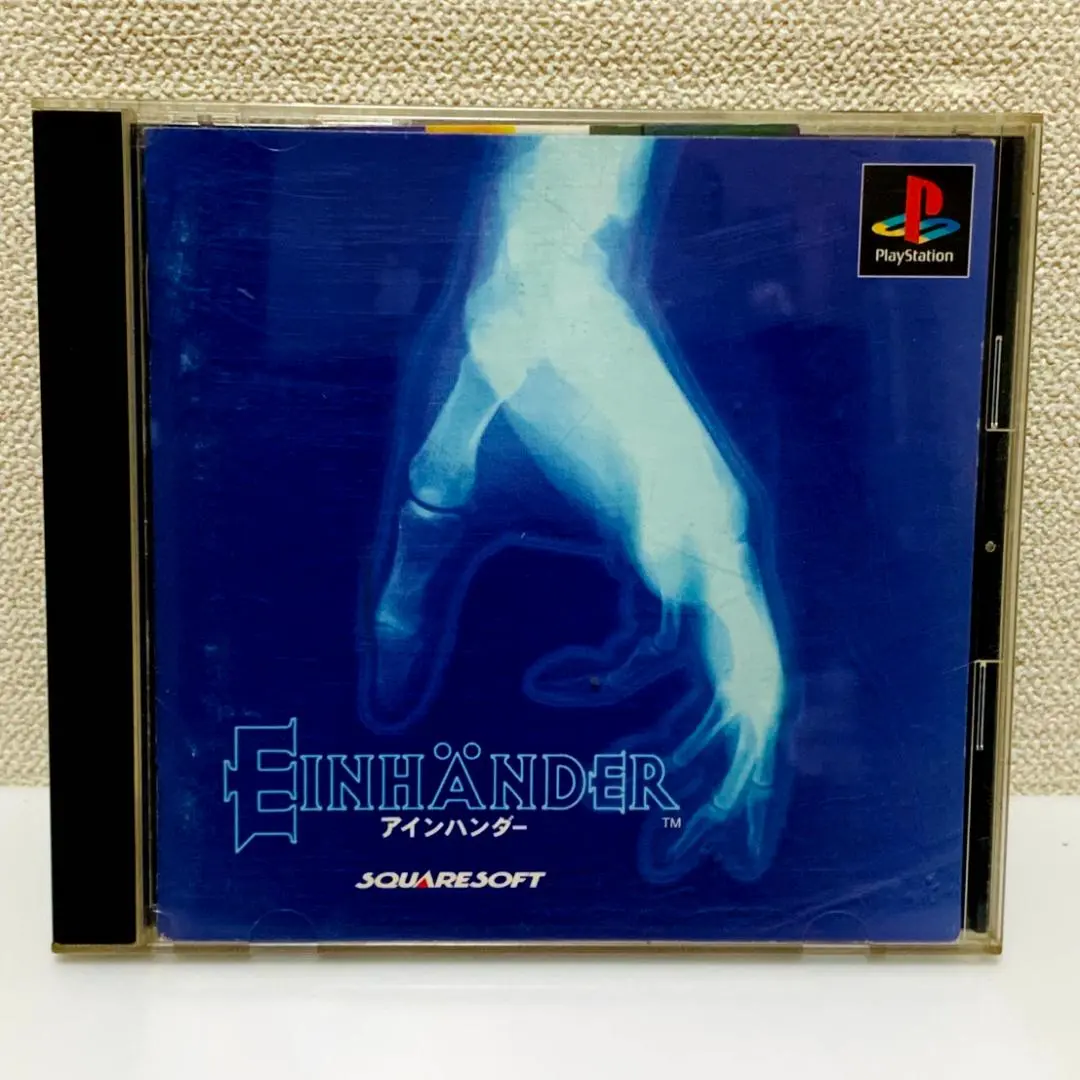 PlayStation
EINHÄNDER
アインハンダー
TM
SQUARESOFT